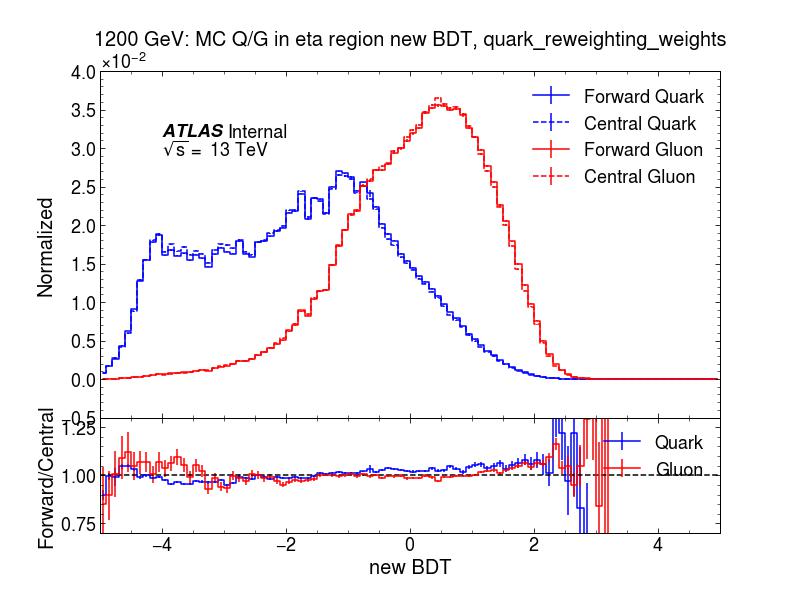 1200 GeV: MC Q/G in eta region new BDT, quark_reweighting_weights
×10⁻²
4.0
3.5
3.0
2.5
2.0
1.5
1.0
0.5
0.0
−0.5
Normalized
ATLAS Internal
√s = 13 TeV
Forward Quark
Central Quark
Forward Gluon
Central Gluon
1.25
1.00
0.75
Forward/Central
Quark
Gluon
−4 −2 0 2 4
new BDT